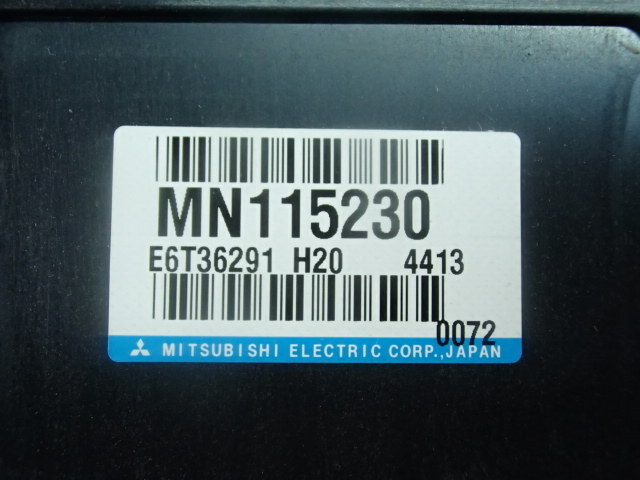 MN115230
E6T36291 H20 4413
0072
MITSUBISHI ELECTRIC CORP.,JAPAN